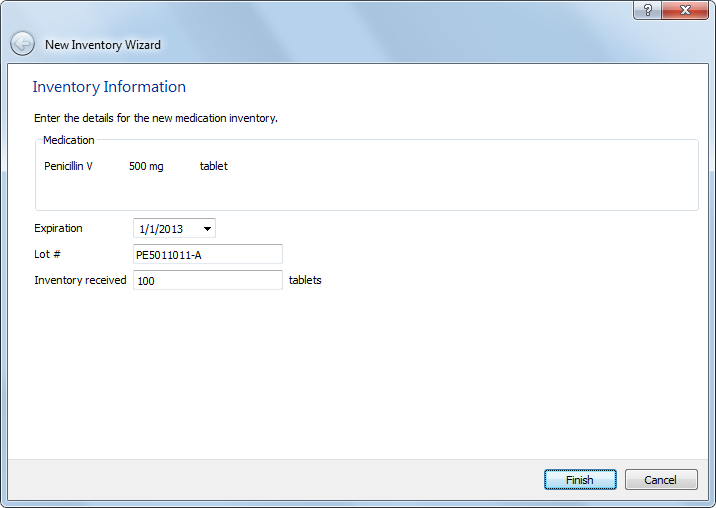 ?
New Inventory Wizard
Inventory Information
Enter the details for the new medication inventory.
Medication
Penicillin V 500 mg tablet
Expiration 1/1/2013
Lot # PE5011011-A
Inventory received 100 tablets
Finish Cancel